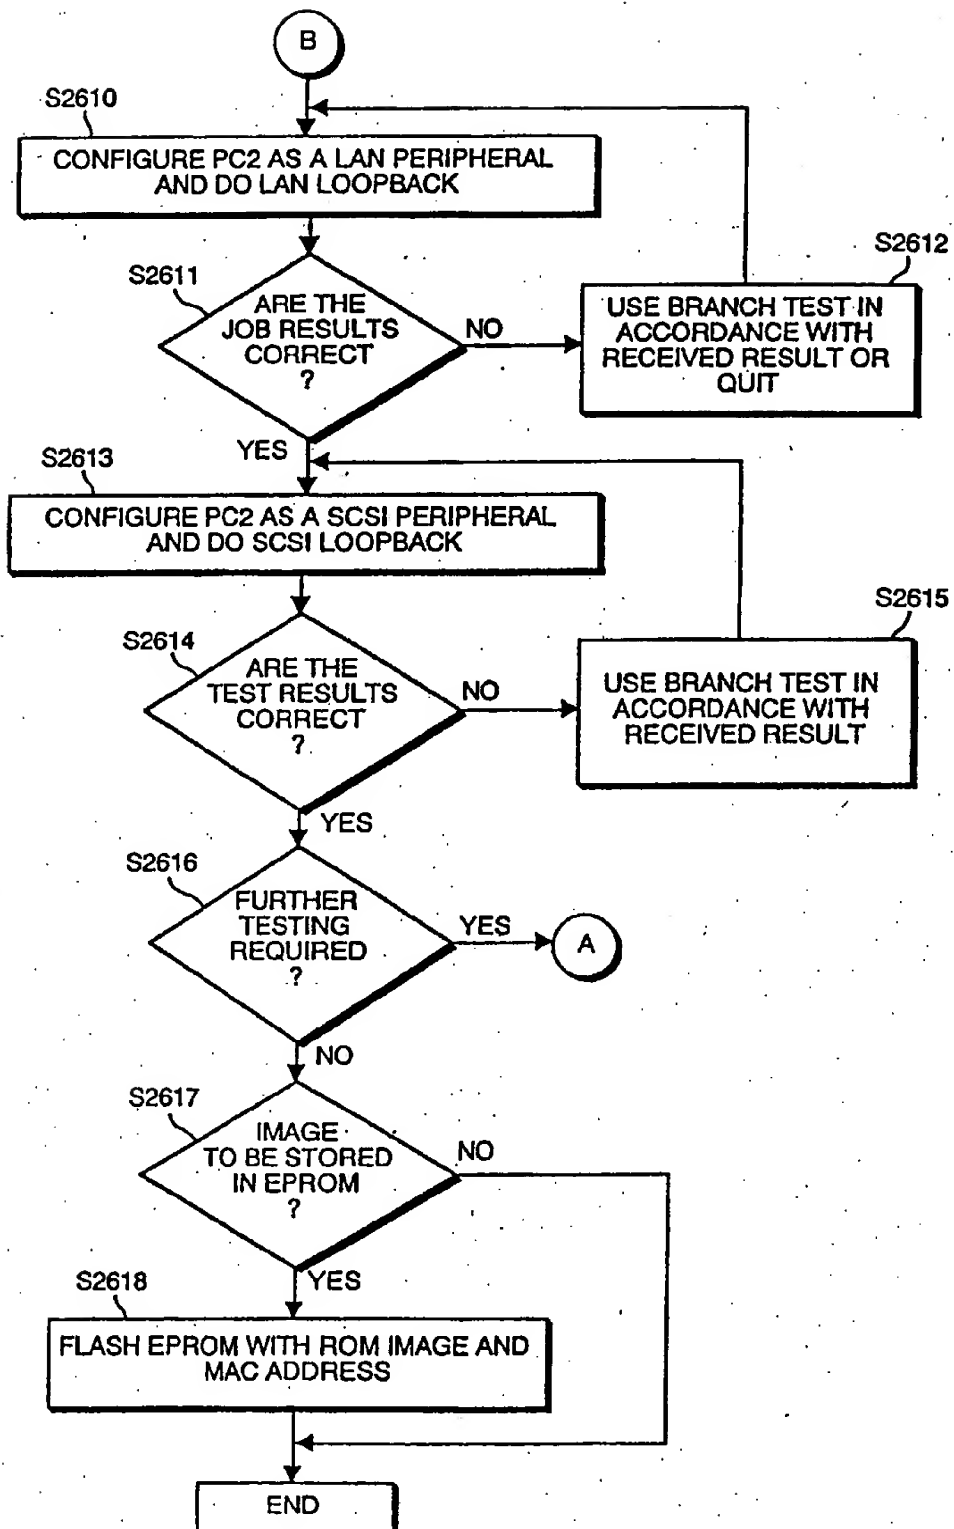 B
S2610
CONFIGURE PC2 AS A LAN PERIPHERAL
AND DO LAN LOOPBACK
S2611
ARE THE
JOB RESULTS
CORRECT
?
NO
S2612
USE BRANCH TEST IN
ACCORDANCE WITH
RECEIVED RESULT OR
QUIT
YES
S2613
CONFIGURE PC2 AS A SCSI PERIPHERAL
AND DO SCSI LOOPBACK
S2614
ARE THE
TEST RESULTS
CORRECT
?
NO
S2615
USE BRANCH TEST IN
ACCORDANCE WITH
RECEIVED RESULT
YES
S2616
FURTHER
TESTING
REQUIRED
?
YES
A
NO
S2617
IMAGE
TO BE STORED
IN EPROM
?
NO
YES
S2618
FLASH EPROM WITH ROM IMAGE AND
MAC ADDRESS
END